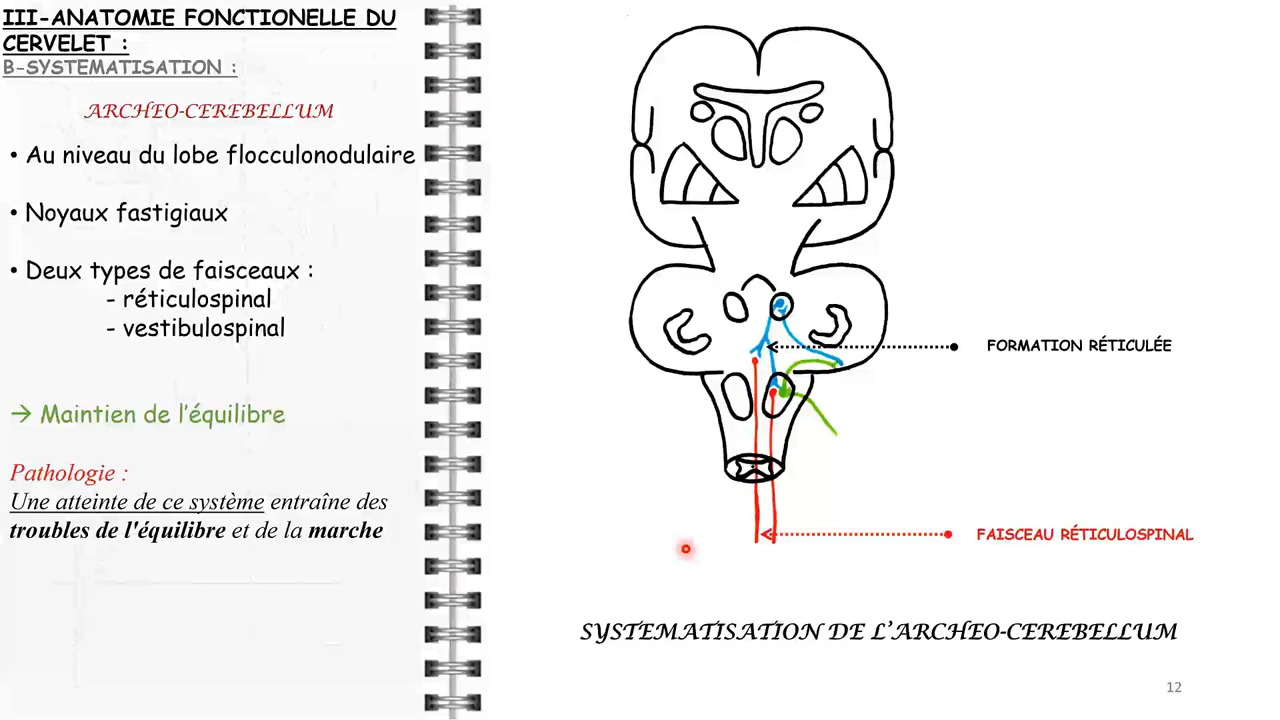 III-ANATOMIE FONCTIONELLE DU
CERVELET :
B-SYSTEMATISATION :
ARCHEO-CEREBELLUM
• Au niveau du lobe flocculonodulaire
• Noyaux fastigiaux
• Deux types de faisceaux :
- réticulospinal
- vestibulospinal
→ Maintien de l'équilibre
Pathologie :
Une atteinte de ce système entraîne des
troubles de l'équilibre et de la marche
FORMATION RÉTICULÉE
FAISCEAU RÉTICULOSPINAL
SYSTEMATISATION DE L'ARCHEO-CEREBELLUM
12